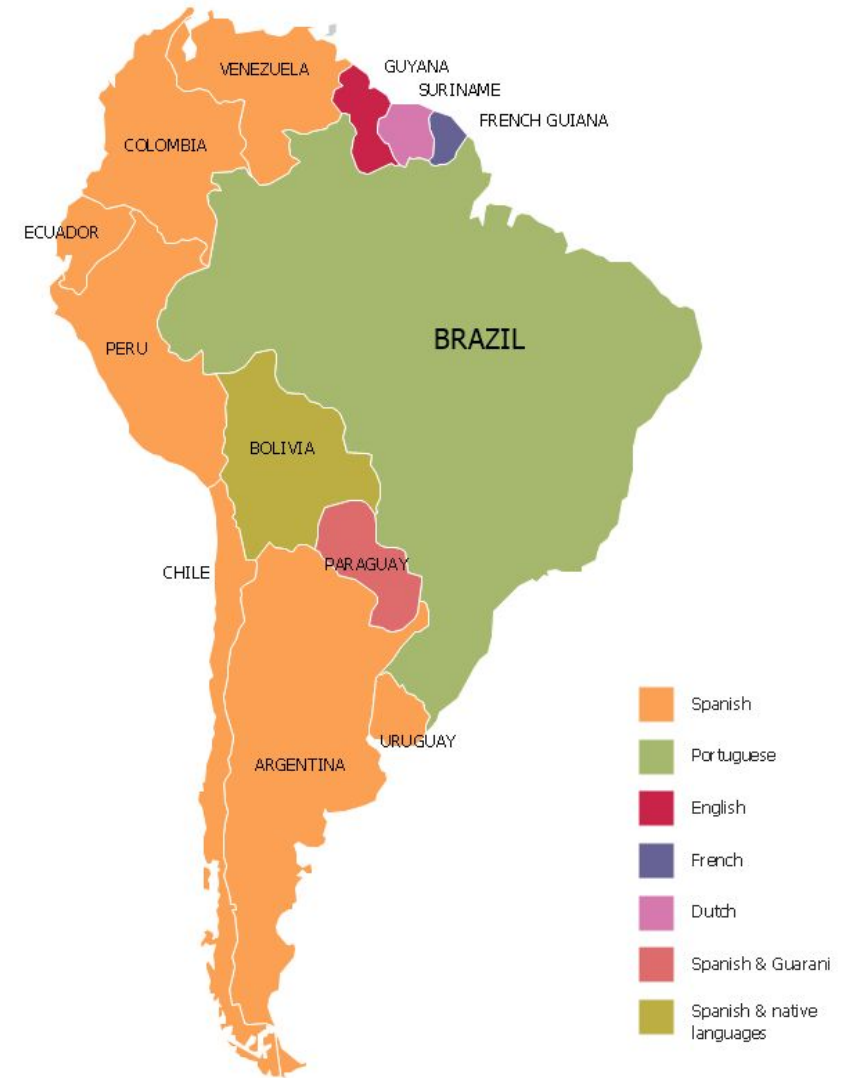 VENEZUELA
GUYANA
SURINAME
FRENCH GUIANA
COLOMBIA
ECUADOR
PERU
BRAZIL
BOLIVIA
PARAGUAY
CHILE
URUGUAY
ARGENTINA
Spanish
Portuguese
English
French
Dutch
Spanish & Guarani
Spanish & native
languages